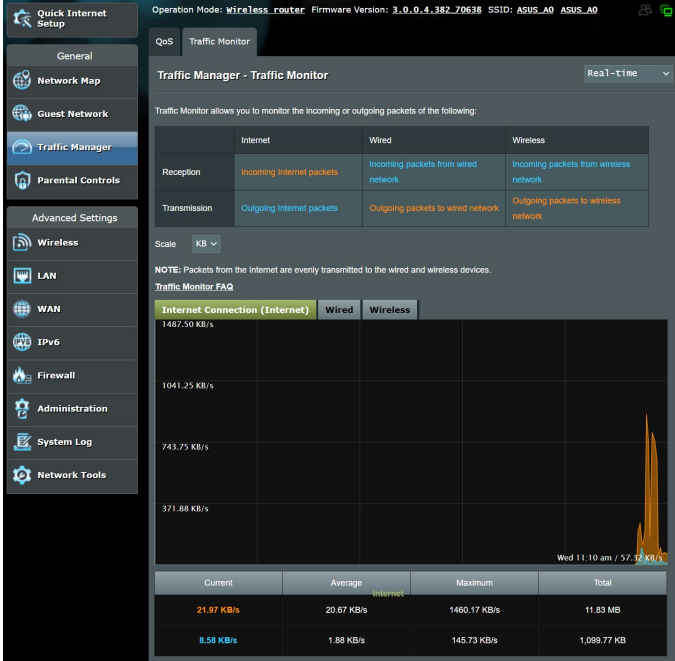 Quick Internet
Setup
Operation Mode: Wireless router Firmware Version: 3.0.0.4.382_70638 SSID: ASUS_A0 ASUS_A0
QoS Traffic Monitor
General
Network Map
Guest Network
Traffic Manager
Parental Controls
Advanced Settings
Wireless
LAN
WAN
IPv6
IPv6
Firewall
Administration
System Log
Network Tools
Traffic Manager - Traffic Monitor
Real-time
Traffic Monitor allows you to monitor the incoming or outgoing packets of the following:
Internet Wired Wireless
Reception
Incoming Internet packets
Incoming packets from wired
network
Incoming packets from wireless
network
Transmission
Outgoing Internet packets
Outgoing packets to wired network
Outgoing packets to wireless
network
Scale KB
NOTE: Packets from the Internet are evenly transmitted to the wired and wireless devices.
Traffic Monitor FAQ
Internet Connection (Internet) Wired Wireless
1487.50 KB/s
1041.25 KB/s
743.75 KB/s
371.88 KB/s
Wed 11:10 am / 57.32 KB/s
Current Average Maximum Total
Internet
21.97 KB/s 20.67 KB/s 1460.17 KB/s 11.83 MB
8.58 KB/s 1.88 KB/s 145.73 KB/s 1,099.77 KB